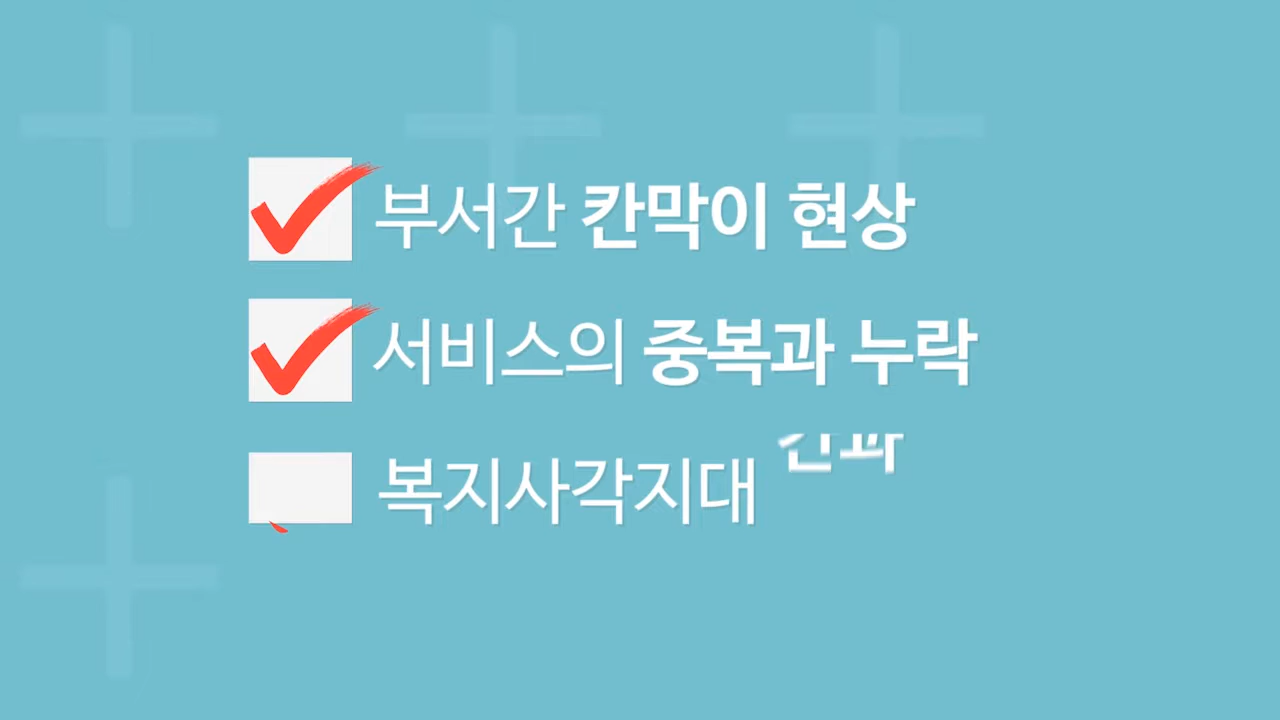 부서간 칸막이 현상
서비스의 중복과 누락
복지사각지대